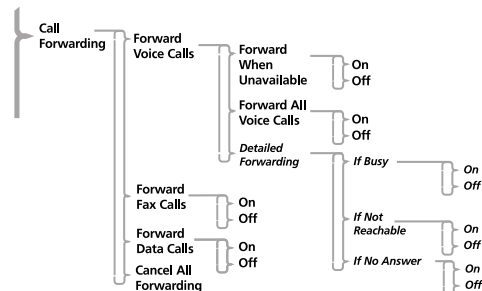 Call
Forwarding
Forward
Voice Calls
Forward
When
Unavailable
On
Off
Forward All
Voice Calls
On
Off
Detailed
Forwarding
If Busy
On
Off
If Not
Reachable
On
Off
If No Answer
On
Off
Forward
Fax Calls
On
Off
Forward
Data Calls
On
Off
Cancel All
Forwarding